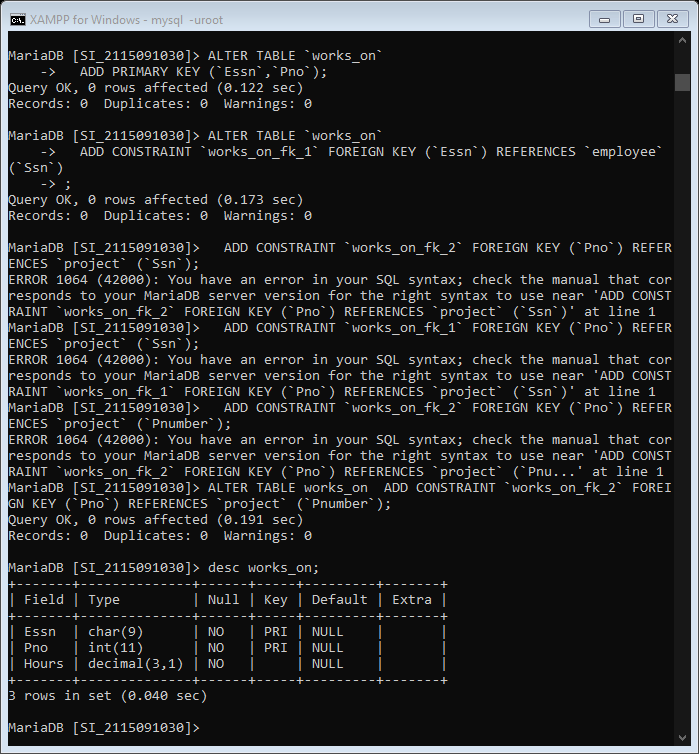 XAMPP for Windows - mysql  -uroot
MariaDB [SI_2115091030]> ALTER TABLE `works_on`
    ->   ADD PRIMARY KEY (`Essn`,`Pno`);
Query OK, 0 rows affected (0.122 sec)
Records: 0  Duplicates: 0  Warnings: 0
MariaDB [SI_2115091030]> ALTER TABLE `works_on`
    ->   ADD CONSTRAINT `works_on_fk_1` FOREIGN KEY (`Essn`) REFERENCES `employee`
(`Ssn`)
    -> ;
Query OK, 0 rows affected (0.173 sec)
Records: 0  Duplicates: 0  Warnings: 0
MariaDB [SI_2115091030]>   ADD CONSTRAINT `works_on_fk_2` FOREIGN KEY (`Pno`) REFER
ENCES `project` (`Ssn`);
ERROR 1064 (42000): You have an error in your SQL syntax; check the manual that cor
responds to your MariaDB server version for the right syntax to use near 'ADD CONST
RAINT `works_on_fk_2` FOREIGN KEY (`Pno`) REFERENCES `project` (`Ssn`)' at line 1
MariaDB [SI_2115091030]>   ADD CONSTRAINT `works_on_fk_1` FOREIGN KEY (`Pno`) REFER
ENCES `project` (`Ssn`);
ERROR 1064 (42000): You have an error in your SQL syntax; check the manual that cor
responds to your MariaDB server version for the right syntax to use near 'ADD CONST
RAINT `works_on_fk_1` FOREIGN KEY (`Pno`) REFERENCES `project` (`Ssn`)' at line 1
MariaDB [SI_2115091030]>   ADD CONSTRAINT `works_on_fk_2` FOREIGN KEY (`Pno`) REFER
ENCES `project` (`Pnumber`);
ERROR 1064 (42000): You have an error in your SQL syntax; check the manual that cor
responds to your MariaDB server version for the right syntax to use near 'ADD CONST
RAINT `works_on_fk_2` FOREIGN KEY (`Pno`) REFERENCES `project` (`Pnu...' at line 1
MariaDB [SI_2115091030]> ALTER TABLE works_on  ADD CONSTRAINT `works_on_fk_2` FOREI
GN KEY (`Pno`) REFERENCES `project` (`Pnumber`);
Query OK, 0 rows affected (0.191 sec)
Records: 0  Duplicates: 0  Warnings: 0
MariaDB [SI_2115091030]> desc works_on;
+-------+--------------+------+-----+---------+-------+
| Field | Type         | Null | Key | Default | Extra |
+-------+--------------+------+-----+---------+-------+
| Essn  | char(9)      | NO   | PRI | NULL    |       |
| Pno   | int(11)      | NO   | PRI | NULL    |       |
| Hours | decimal(3,1) | NO   |     | NULL    |       |
+-------+--------------+------+-----+---------+-------+
3 rows in set (0.040 sec)
MariaDB [SI_2115091030]>